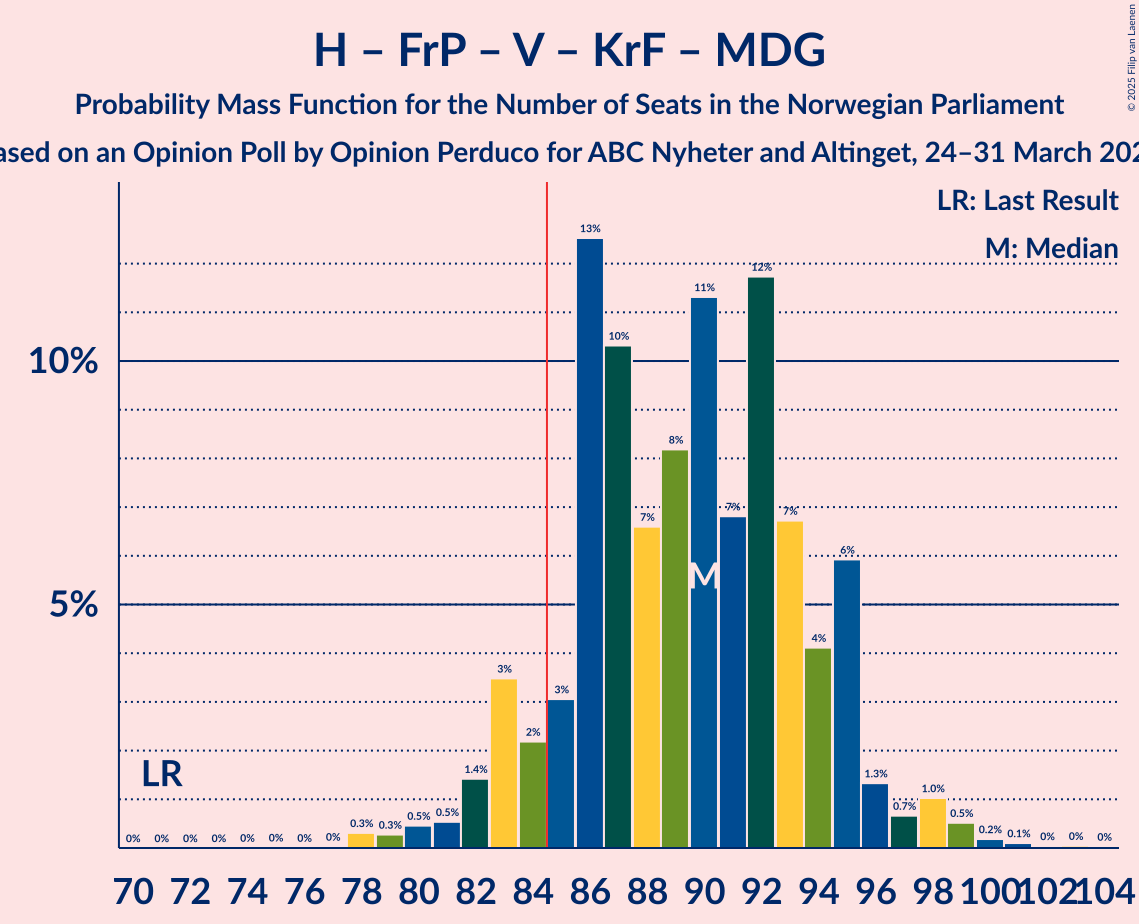 H – FrP – V – KrF – MDG
Probability Mass Function for the Number of Seats in the Norwegian Parliament
on an Opinion Poll by Opinion Perduco for ABC Nyheter and Altinget, 24–31 March
© 2025 Filip van Laenen
LR: Last Result
M: Median
10%
5%
LR
M
0% 0% 0% 0% 0% 0% 0% 0% 0.3% 0.3% 0.5% 0.5% 1.4% 3% 2% 3% 13% 10% 7% 8% 11% 7% 12% 7% 4% 6% 1.3% 0.7% 1.0% 0.5% 0.2% 0.1% 0% 0% 0%
70 72 74 76 78 80 82 84 86 88 90 92 94 96 98 100 102 104